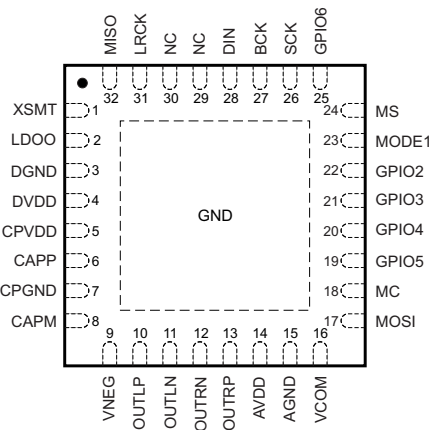 MISO
LRCK
NC
NC
DIN
BCK
SCK
GPIO6
32
31
30
29
28
27
26
25
XSMT 1
LDOO 2
DGND 3
DVDD 4
CPVDD 5
CAPP 6
CPGND 7
CAPM 8
GND
24 MS
23 MODE1
22 GPIO2
21 GPIO3
20 GPIO4
19 GPIO5
18 MC
17 MOSI
9
10
11
12
13
14
15
16
VNEG
OUTLP
OUTLN
OUTRN
OUTRP
AVDD
AGND
VCOM